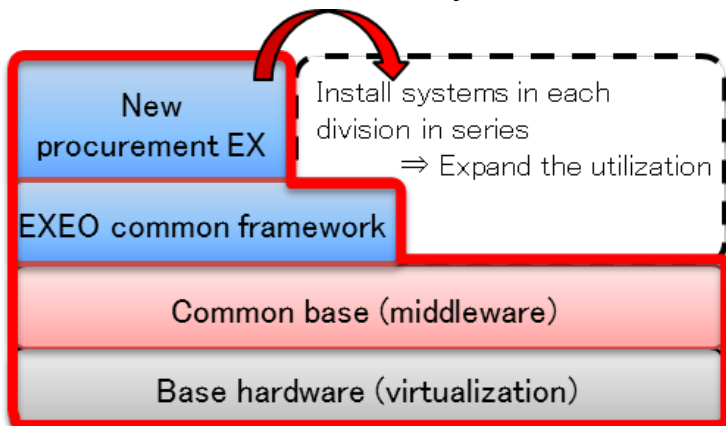 New
procurement EX
Install systems in each
division in series
⇒ Expand the utilization
EXEO common framework
Common base (middleware)
Base hardware (virtualization)